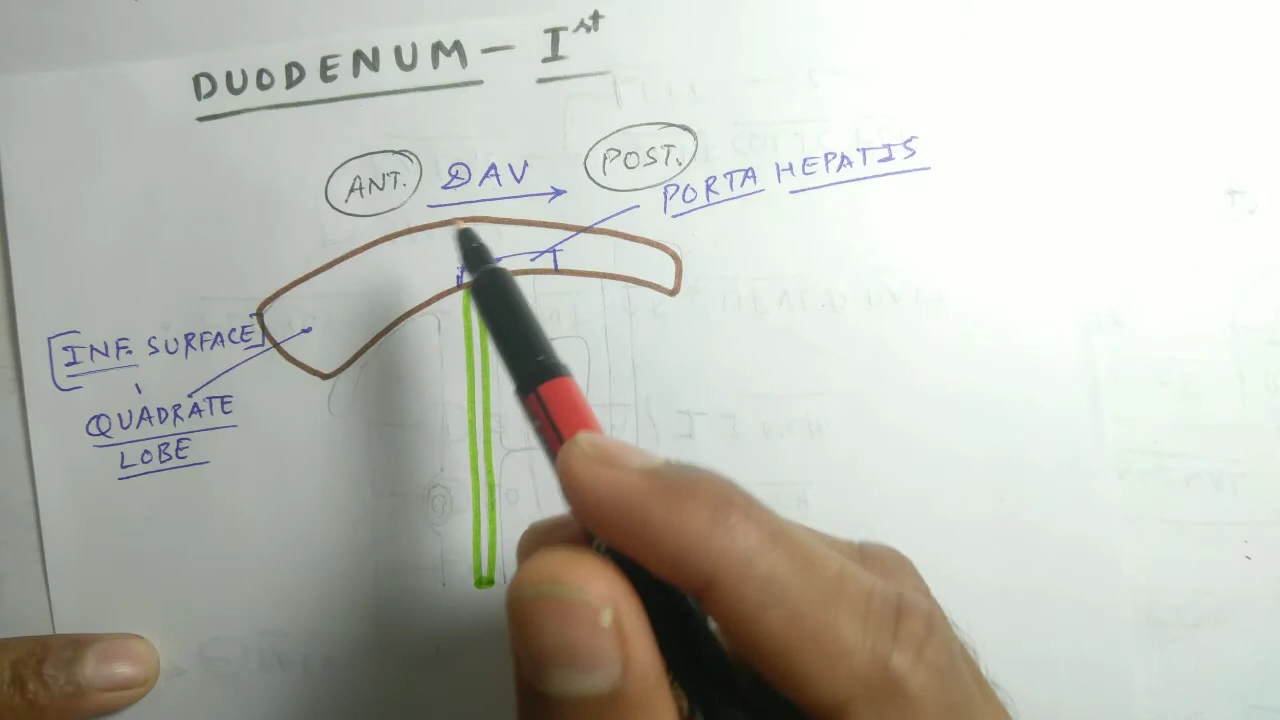 DUODENUM - Ist
ANT. DAV POST.
PORTA HEPATIS
INF. SURFACE
QUADRATE
LOBE